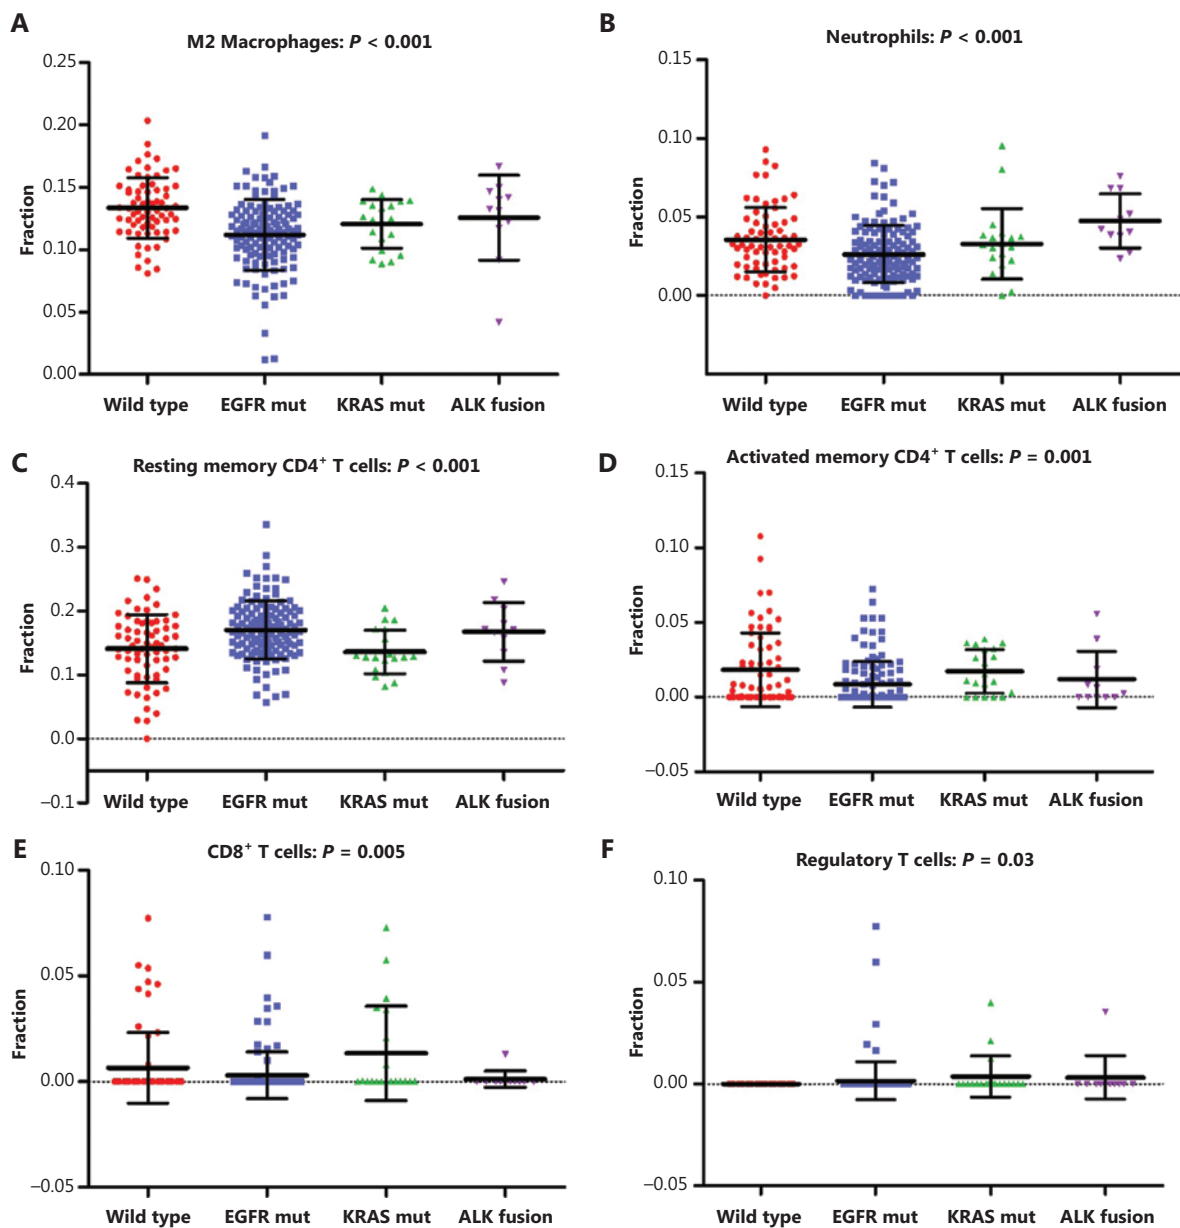 A
M2 Macrophages: P < 0.001
0.25
0.20
0.15
0.10
0.05
0.00
Fraction
Wild type EGFR mut KRAS mut ALK fusion
B
Neutrophils: P < 0.001
0.15
0.10
0.05
0.00
Fraction
Wild type EGFR mut KRAS mut ALK fusion
C
Resting memory CD4⁺ T cells: P < 0.001
0.4
0.3
0.2
0.1
0.0
–0.1
Fraction
Wild type EGFR mut KRAS mut ALK fusion
D
Activated memory CD4⁺ T cells: P = 0.001
0.15
0.10
0.05
0.00
–0.05
Fraction
Wild type EGFR mut KRAS mut ALK fusion
E
CD8⁺ T cells: P = 0.005
0.10
0.05
0.00
–0.05
Fraction
Wild type EGFR mut KRAS mut ALK fusion
F
Regulatory T cells: P = 0.03
0.10
0.05
0.00
–0.05
Fraction
Wild type EGFR mut KRAS mut ALK fusion